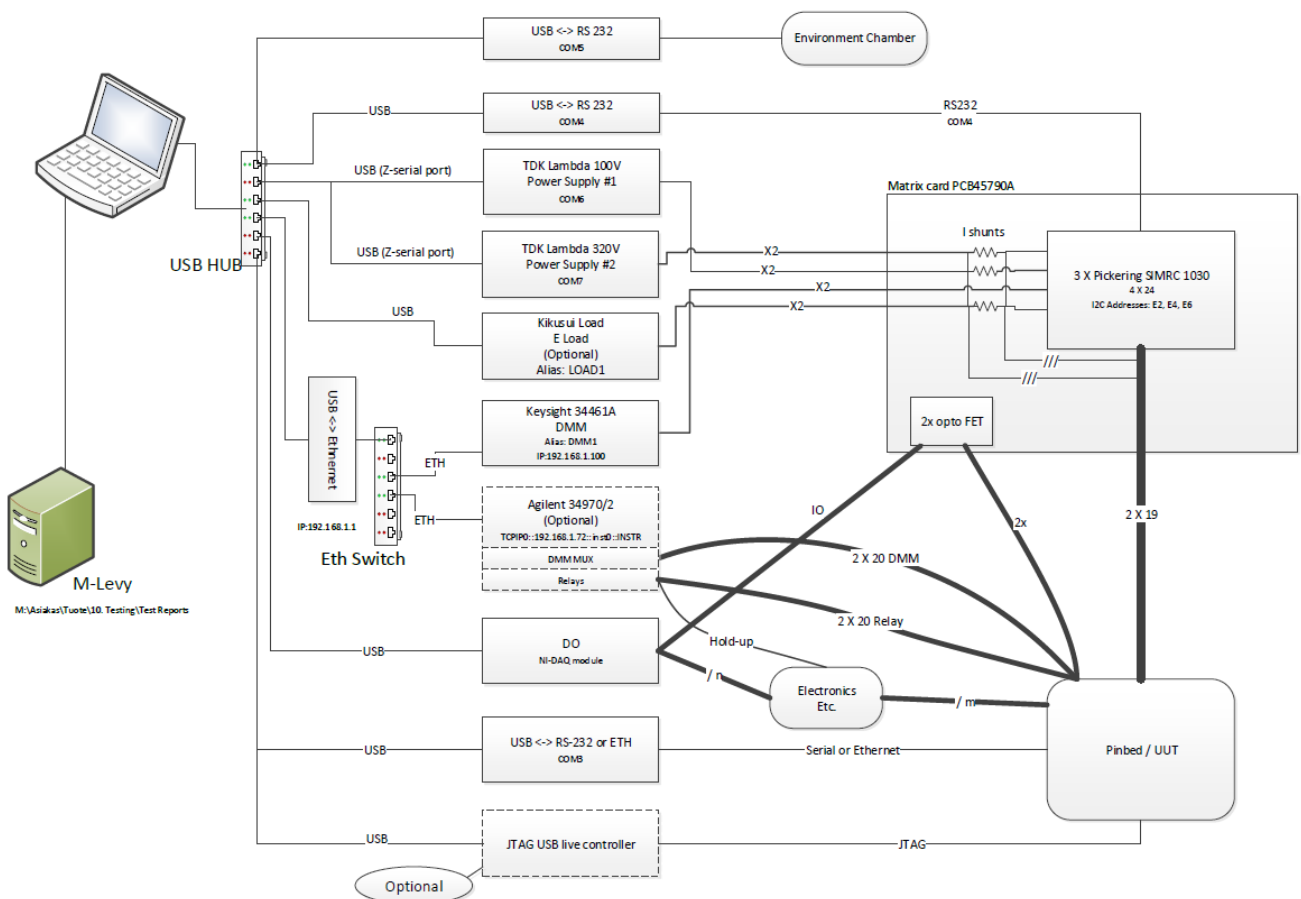 USB <-> RS 232
COM5
Environment Chamber
USB
USB <-> RS 232
COM4
RS232
COM4
USB (Z-serial port)
TDK Lambda 100V
Power Supply #1
COM6
Matrix card PCB45790A
I shunts
USB HUB
USB (Z-serial port)
TDK Lambda 320V
Power Supply #2
COM7
X2
X2
X2
X2
3 X Pickering SIMRC 1030
4 X 24
I2C Addresses: E2, E4, E6
USB
Kikusui Load
E Load
(Optional)
Alias: LOAD1
///
///
USB <-> Ethnernet
IP:192.168.1.1
Eth Switch
ETH
Keysight 34461A
DMM
Alias: DMM1
IP:192.168.1.100
2x opto FET
ETH
Agilent 34970/2
(Optional)
TCPIP0::192.168.1.72::inst0::INSTR
DMM MUX
Relays
IO
2x
2 X 19
2 X 20 DMM
2 X 20 Relay
M-Levy
M:\Asiakas\Tuote\10. Testing\Test Reports
USB
DO
NI-DAQ module
Hold-up
/ n
Electronics
Etc.
/ m
USB
USB <-> RS-232 or ETH
COM3
Serial or Ethernet
Pinbed / UUT
USB
JTAG USB live controller
JTAG
Optional